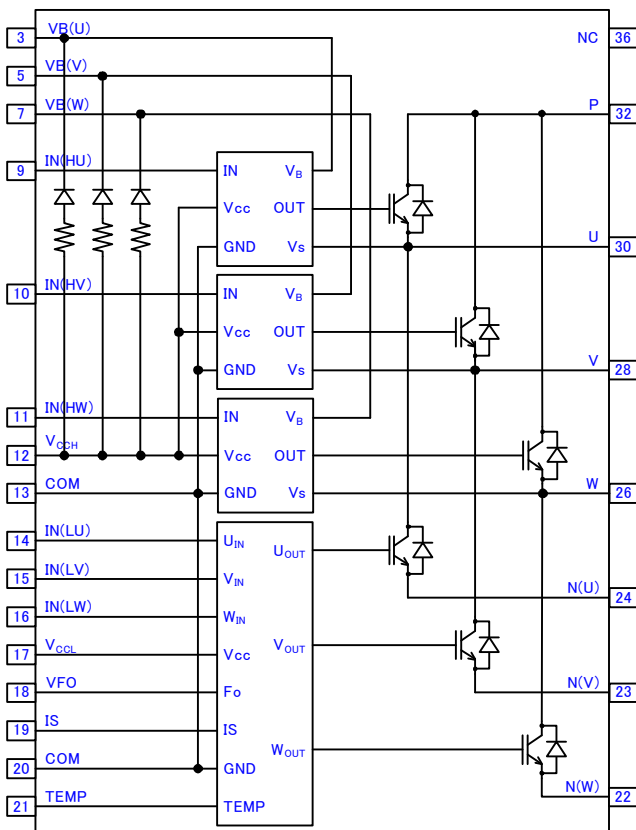 3 VB(U) NC 36
5 VB(V)
7 VB(W) P 32
9 IN(HU) IN VB
Vcc OUT
GND Vs U 30
10 IN(HV) IN VB
Vcc OUT
GND Vs V 28
11 IN(HW) IN VB
12 VCCH Vcc OUT
13 COM GND Vs W 26
14 IN(LU) UIN UOUT
15 IN(LV) VIN
16 IN(LW) WIN N(U) 24
17 VCCL Vcc VOUT
18 VFO Fo N(V) 23
19 IS IS WOUT
20 COM GND
21 TEMP TEMP N(W) 22